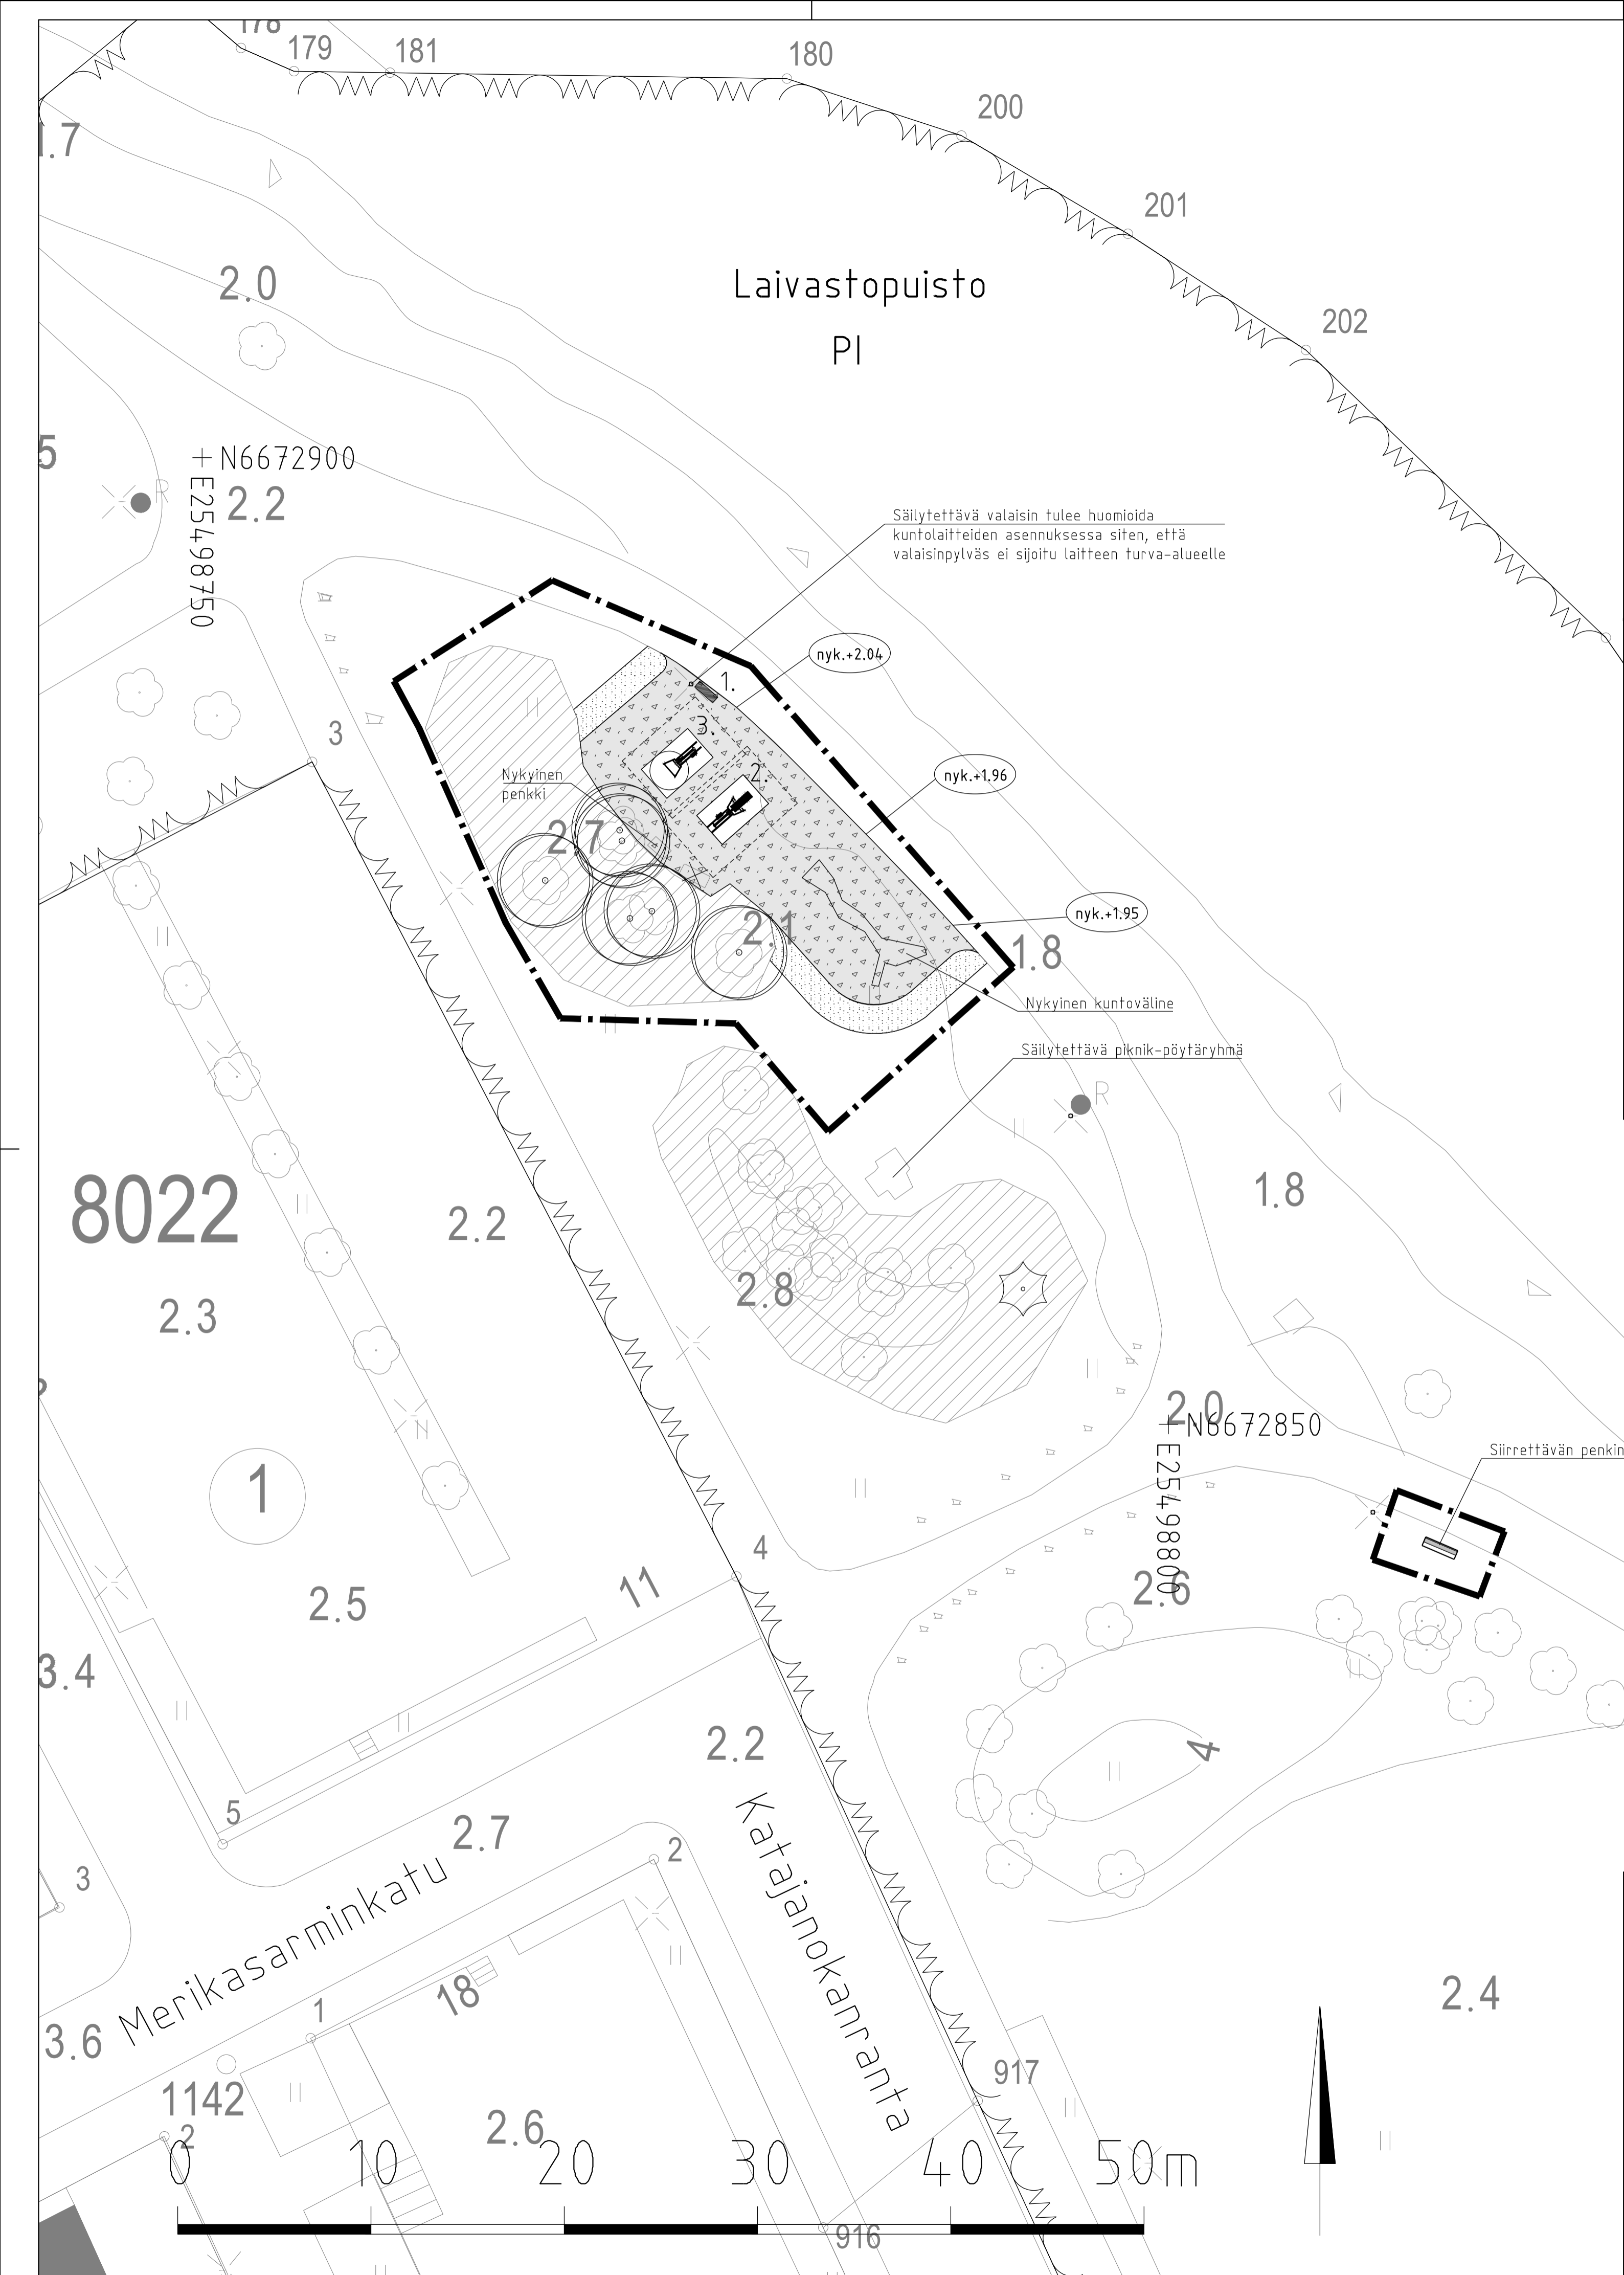 178
179
181
180
200
1.7
201
2.0
Laivastopuisto
PI
202
5
N6672900
E25498750
R
2.2
Säilytettävä valaisin tulee huomioida
kuntolaitteiden asennuksessa siten, että
valaisinpylväs ei sijoitu laitteen turva-alueelle
nyk.+2.04
1.
3.
3
Nykyinen
penkki
2.
nyk.+1.96
2.7
2.1
nyk.+1.95
1.8
Nykyinen kuntoväline
Säilytettävä piknik-pöytäryhmä
R
8022
2.2
1.8
2.3
2.8
2.0
N6672850
E25498800
Siirrettävän penkin
1
4
11
2.5
2.6
3.4
2.2
4
5
2.7
2
3
Merikasarminkatu
Katajanokanranta
18
2.4
1
3.6
917
1142
2
2.6
0 10 20 30 40 50m
916